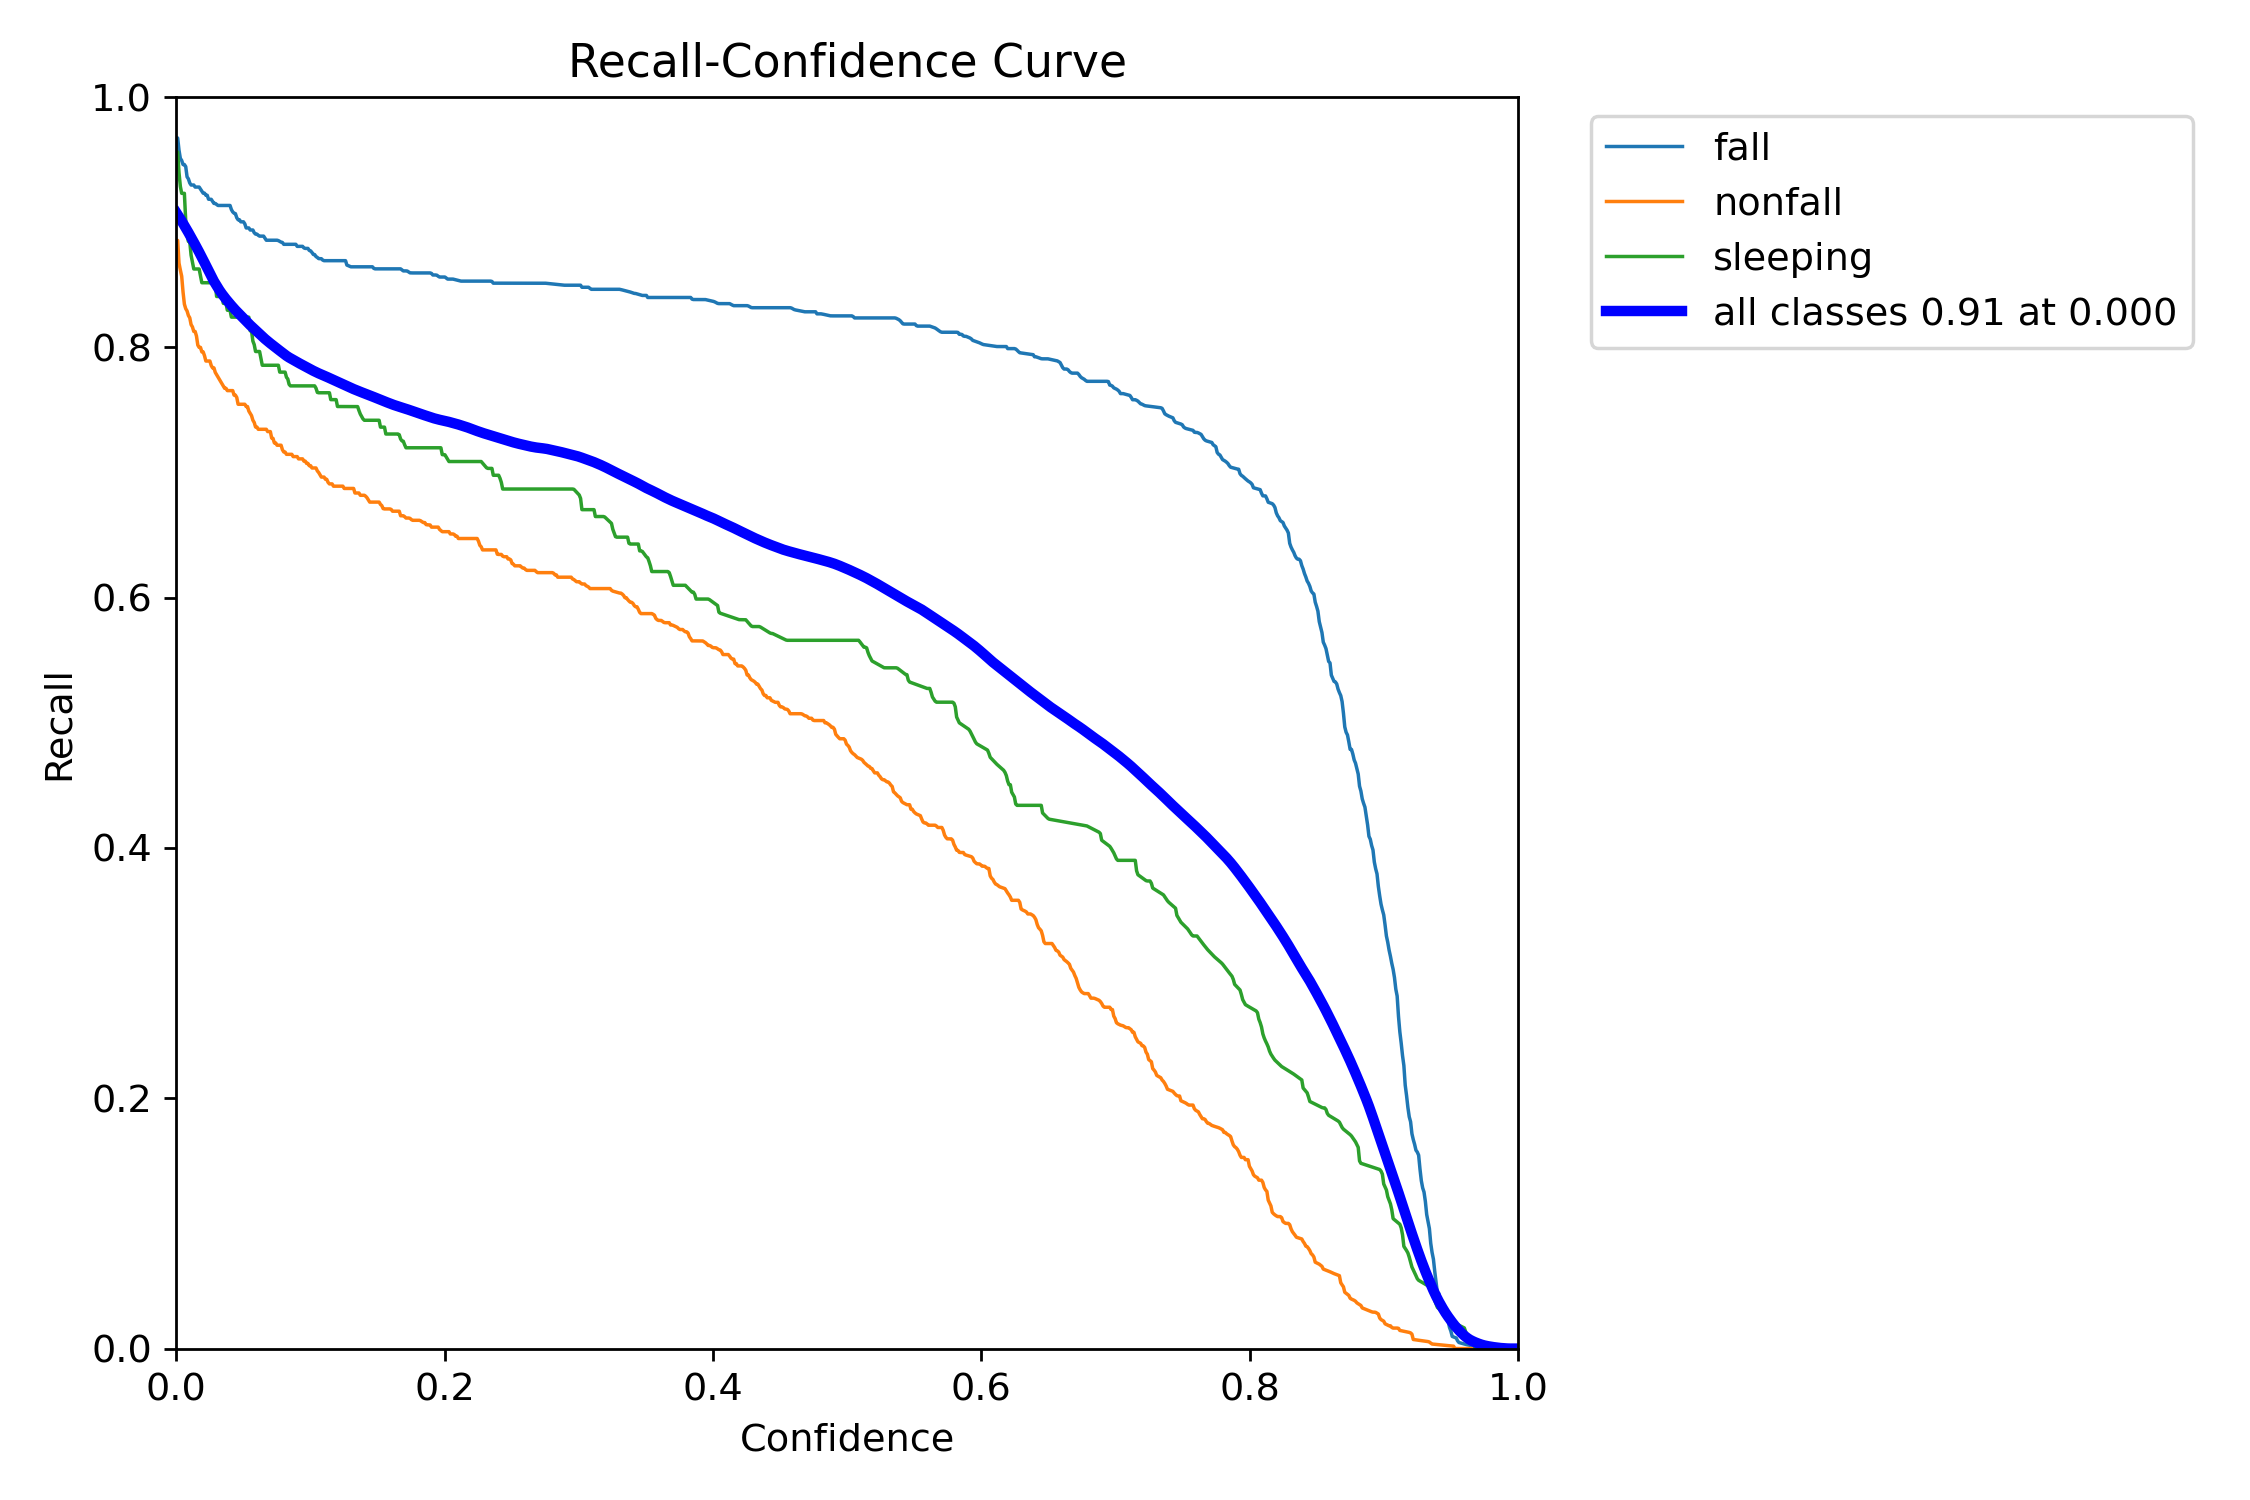 Recall-Confidence Curve
1.0
0.8
0.6
0.4
0.2
0.0
Recall
0.0 0.2 0.4 0.6 0.8 1.0
Confidence
fall
nonfall
sleeping
all classes 0.91 at 0.000